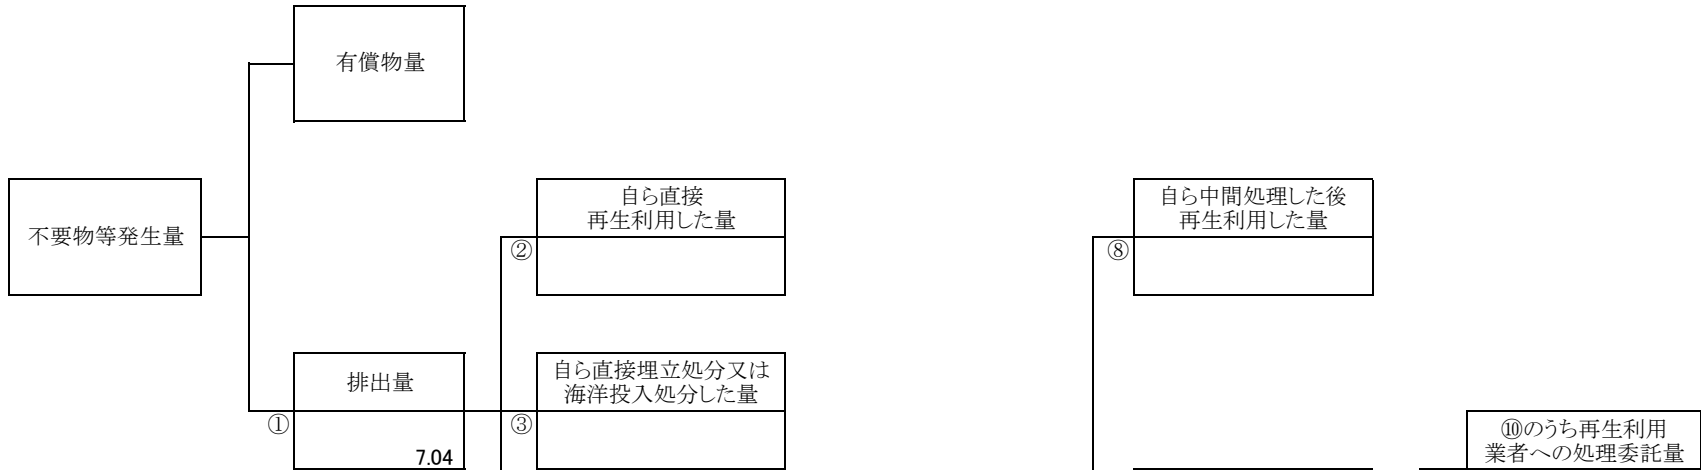 有償物量
不要物等発生量
自ら直接
再生利用した量
②
自ら中間処理した後
再生利用した量
⑧
排出量
①
7.04
自ら直接埋立処分又は
海洋投入処分した量
③
⑩のうち再生利用
業者への処理委託量